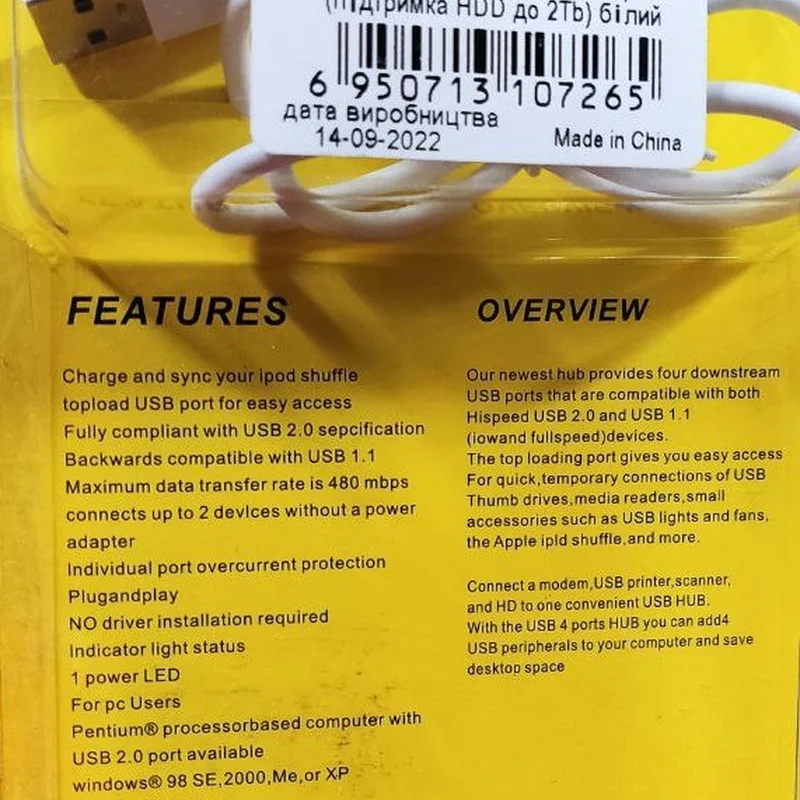 (підтримка HDD до 2Tb) білий
6 950713 107265
дата виробництва
14-09-2022
Made in China
FEATURES
Charge and sync your ipod shuffle
topload USB port for easy access
Fully compliant with USB 2.0 sepcification
Backwards compatible with USB 1.1
Maximum data transfer rate is 480 mbps
connects up to 2 devIces without a power
adapter
Individual port overcurrent protection
Plugandplay
NO driver installation required
Indicator light status
1 power LED
For pc Users
Pentium® processorbased computer with
USB 2.0 port available
windows® 98 SE,2000,Me,or XP
OVERVIEW
Our newest hub provides four downstream
USB ports that are compatible with both
Hispeed USB 2.0 and USB 1.1
(iowand fullspeed)devices.
The top loading port gives you easy access
For quick,temporary connections of USB
Thumb drives,media readers,small
accessories such as USB lights and fans,
the Apple ipId shuffle,and more.
Connect a modem,USB printer,scanner,
and HD to one convenient USB HUB.
With the USB 4 ports HUB you can add4
USB peripherals to your computer and save
desktop space